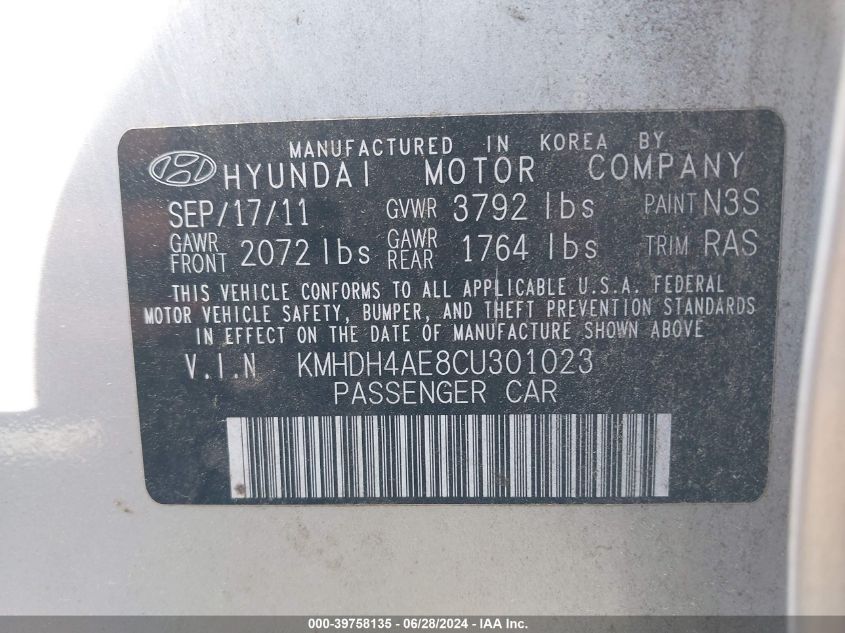 MANUFACTURED IN KOREA BY
HYUNDAI MOTOR COMPANY
SEP/17/11 GVWR 3792 lbs PAINT N3S
GAWR FRONT 2072 lbs GAWR REAR 1764 lbs TRIM RAS
THIS VEHICLE CONFORMS TO ALL APPLICABLE U.S.A. FEDERAL
MOTOR VEHICLE SAFETY, BUMPER, AND THEFT PREVENTION STANDARDS
IN EFFECT ON THE DATE OF MANUFACTURE SHOWN ABOVE
V.I.N KMHDH4AE8CU301023
PASSENGER CAR
000-39758135 - 06/28/2024 - IAA Inc.